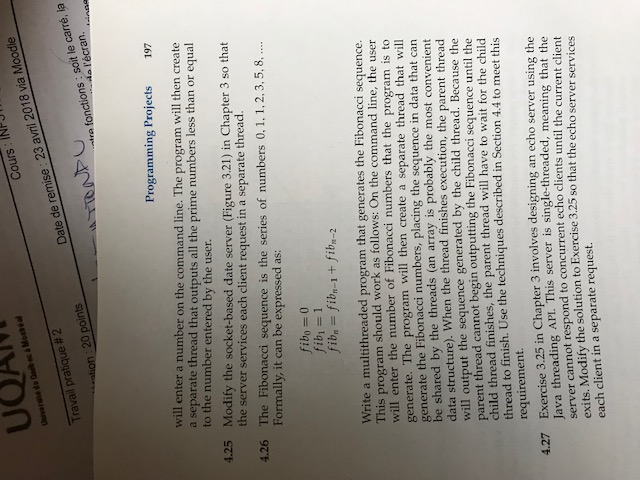 UQAM
Université du Québec à Montréal
Cours : INF
Travail pratique # 2
Date de remise : 23 avril 2018 via Moodle
20 points
fonctions : soit le carré, la
l'écran.
Programming Projects 197
will enter a number on the command line. The program will then create
a separate thread that outputs all the prime numbers less than or equal
to the number entered by the user.
4.25 Modify the socket-based date server (Figure 3.21) in Chapter 3 so that
the server services each client request in a separate thread.
4.26 The Fibonacci sequence is the series of numbers 0, 1, 1, 2, 3, 5, 8, ....
Formally, it can be expressed as:
fib₀ = 0
fib₁ = 1
fibₙ = fibₙ₋₁ + fibₙ₋₂
Write a multithreaded program that generates the Fibonacci sequence.
This program should work as follows: On the command line, the user
will enter the number of Fibonacci numbers that the program is to
generate. The program will then create a separate thread that will
generate the Fibonacci numbers, placing the sequence in data that can
be shared by the threads (an array is probably the most convenient
data structure). When the thread finishes execution, the parent thread
will output the sequence generated by the child thread. Because the
parent thread cannot begin outputting the Fibonacci sequence until the
child thread finishes, the parent thread will have to wait for the child
thread to finish. Use the techniques described in Section 4.4 to meet this
requirement.
4.27 Exercise 3.25 in Chapter 3 involves designing an echo server using the
Java threading API. This server is single-threaded, meaning that the
server cannot respond to concurrent echo clients until the current client
exits. Modify the solution to Exercise 3.25 so that the echo server services
each client in a separate request.